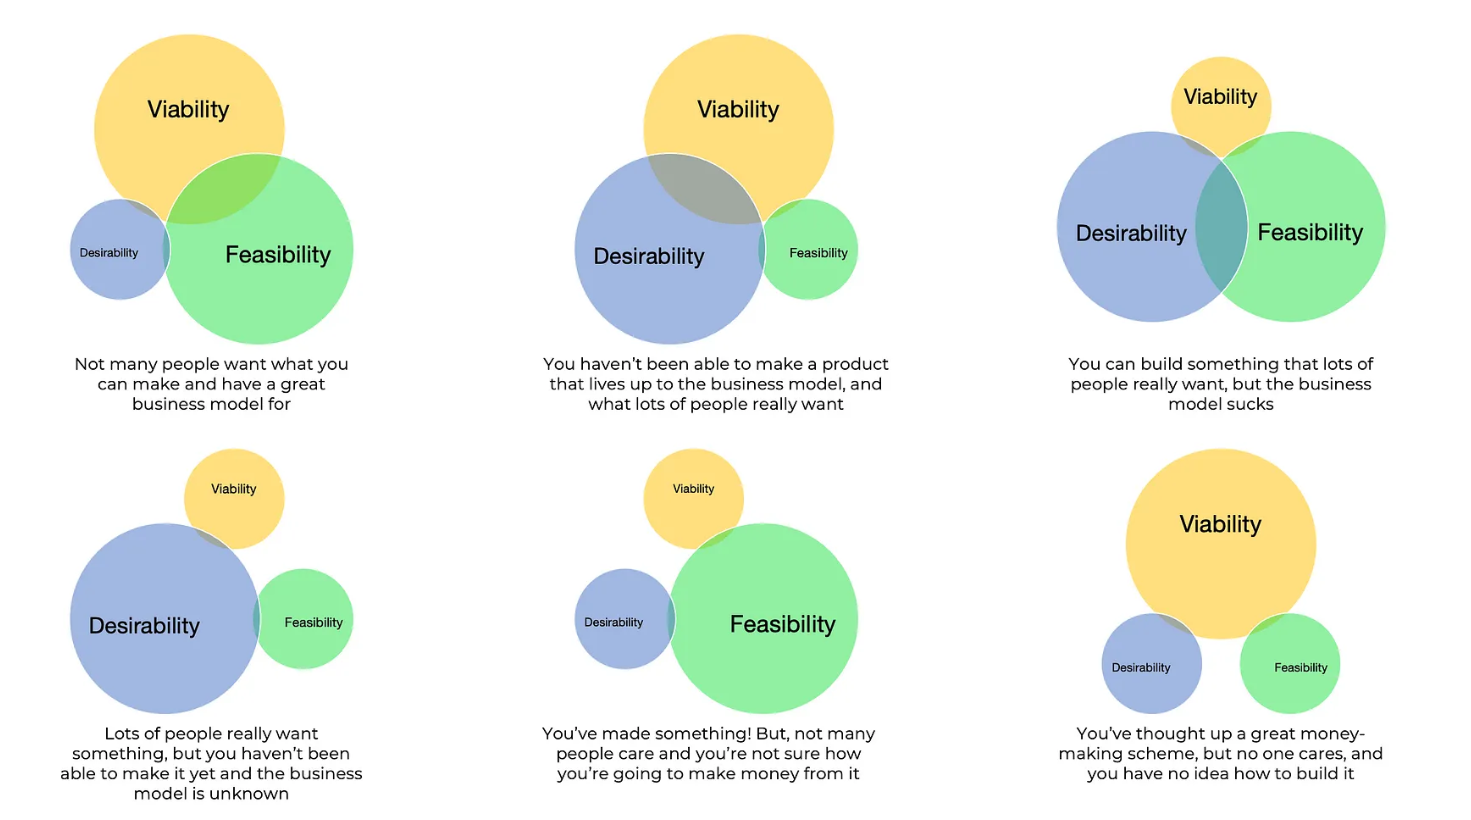 Viability
Desirability
Feasibility
Not many people want what you
can make and have a great
business model for
Viability
Desirability
Feasibility
You haven't been able to make a product
that lives up to the business model, and
what lots of people really want
Viability
Desirability
Feasibility
You can build something that lots of
people really want, but the business
model sucks
Viability
Desirability
Feasibility
Lots of people really want
something, but you haven't been
able to make it yet and the business
model is unknown
Viability
Desirability
Feasibility
You've made something! But, not many
people care and you're not sure how
you're going to make money from it
Viability
Desirability
Feasibility
You've thought up a great money-
making scheme, but no one cares, and
you have no idea how to build it